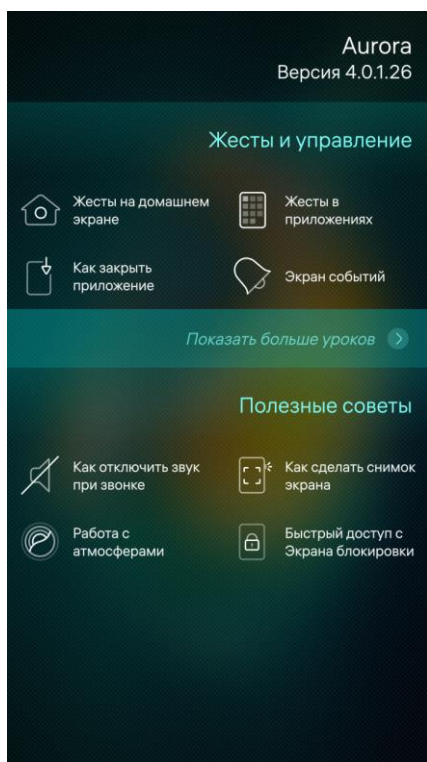 Aurora
Версия 4.0.1.26
Жесты и управление
Жесты на домашнем
экране
Жесты в
приложениях
Как закрыть
приложение
Экран событий
Показать больше уроков
Полезные советы
Как отключить звук
при звонке
Как сделать снимок
экрана
Работа с
атмосферами
Быстрый доступ с
Экрана блокировки